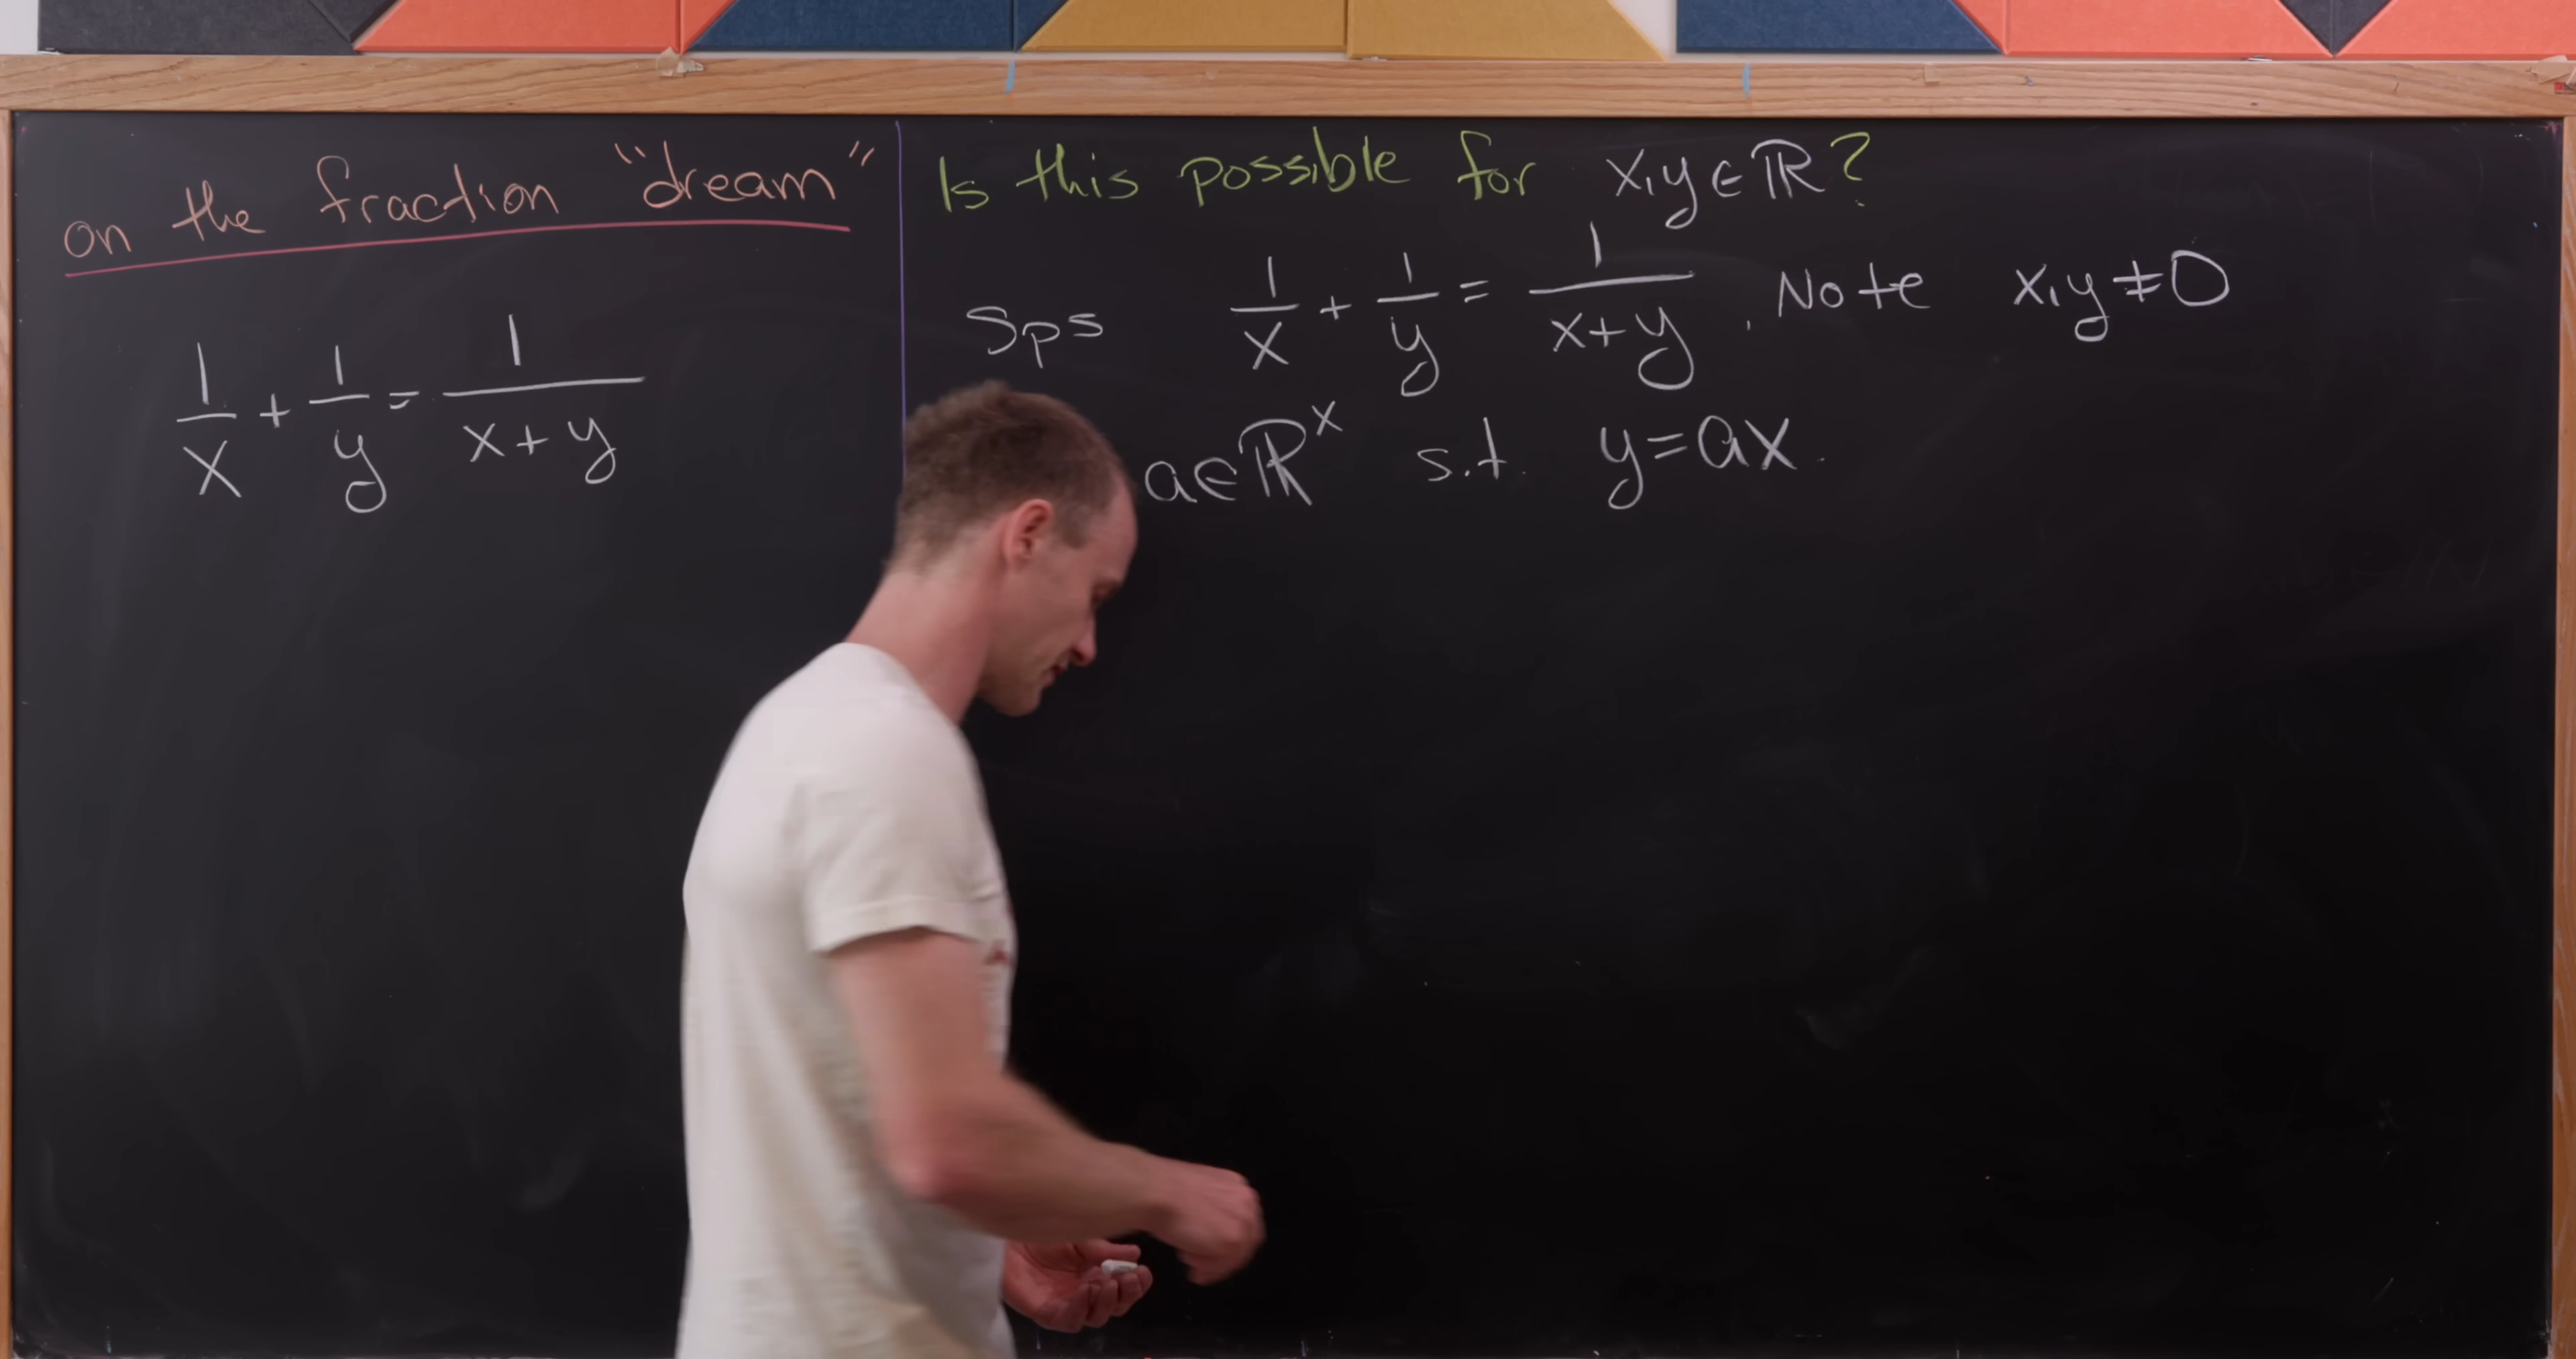 on the fraction "dream"
1/x + 1/y = 1/(x+y)
Is this possible for x,y∈ℝ?
Sps 1/x + 1/y = 1/(x+y). Note x,y≠0
a∈ℝ^× s.t. y=ax.